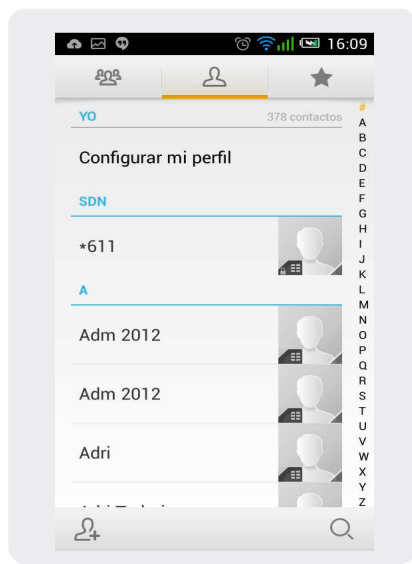 16:09
YO 378 contactos
Configurar mi perfil
SDN
*611
A
Adm 2012
Adm 2012
Adri
#
A
B
C
D
E
F
G
H
I
J
K
L
M
N
O
P
Q
R
S
T
U
V
W
X
Y
Z